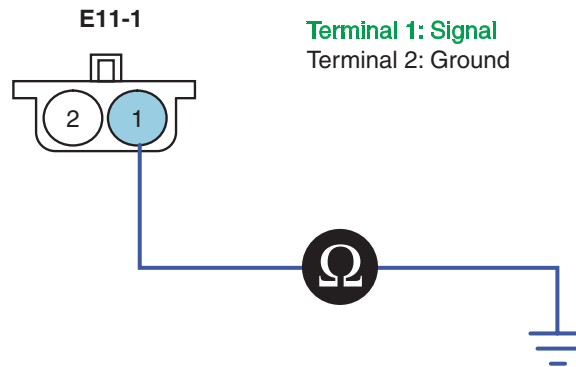 E11-1
Terminal 1: Signal
Terminal 2: Ground
2 1
Ω